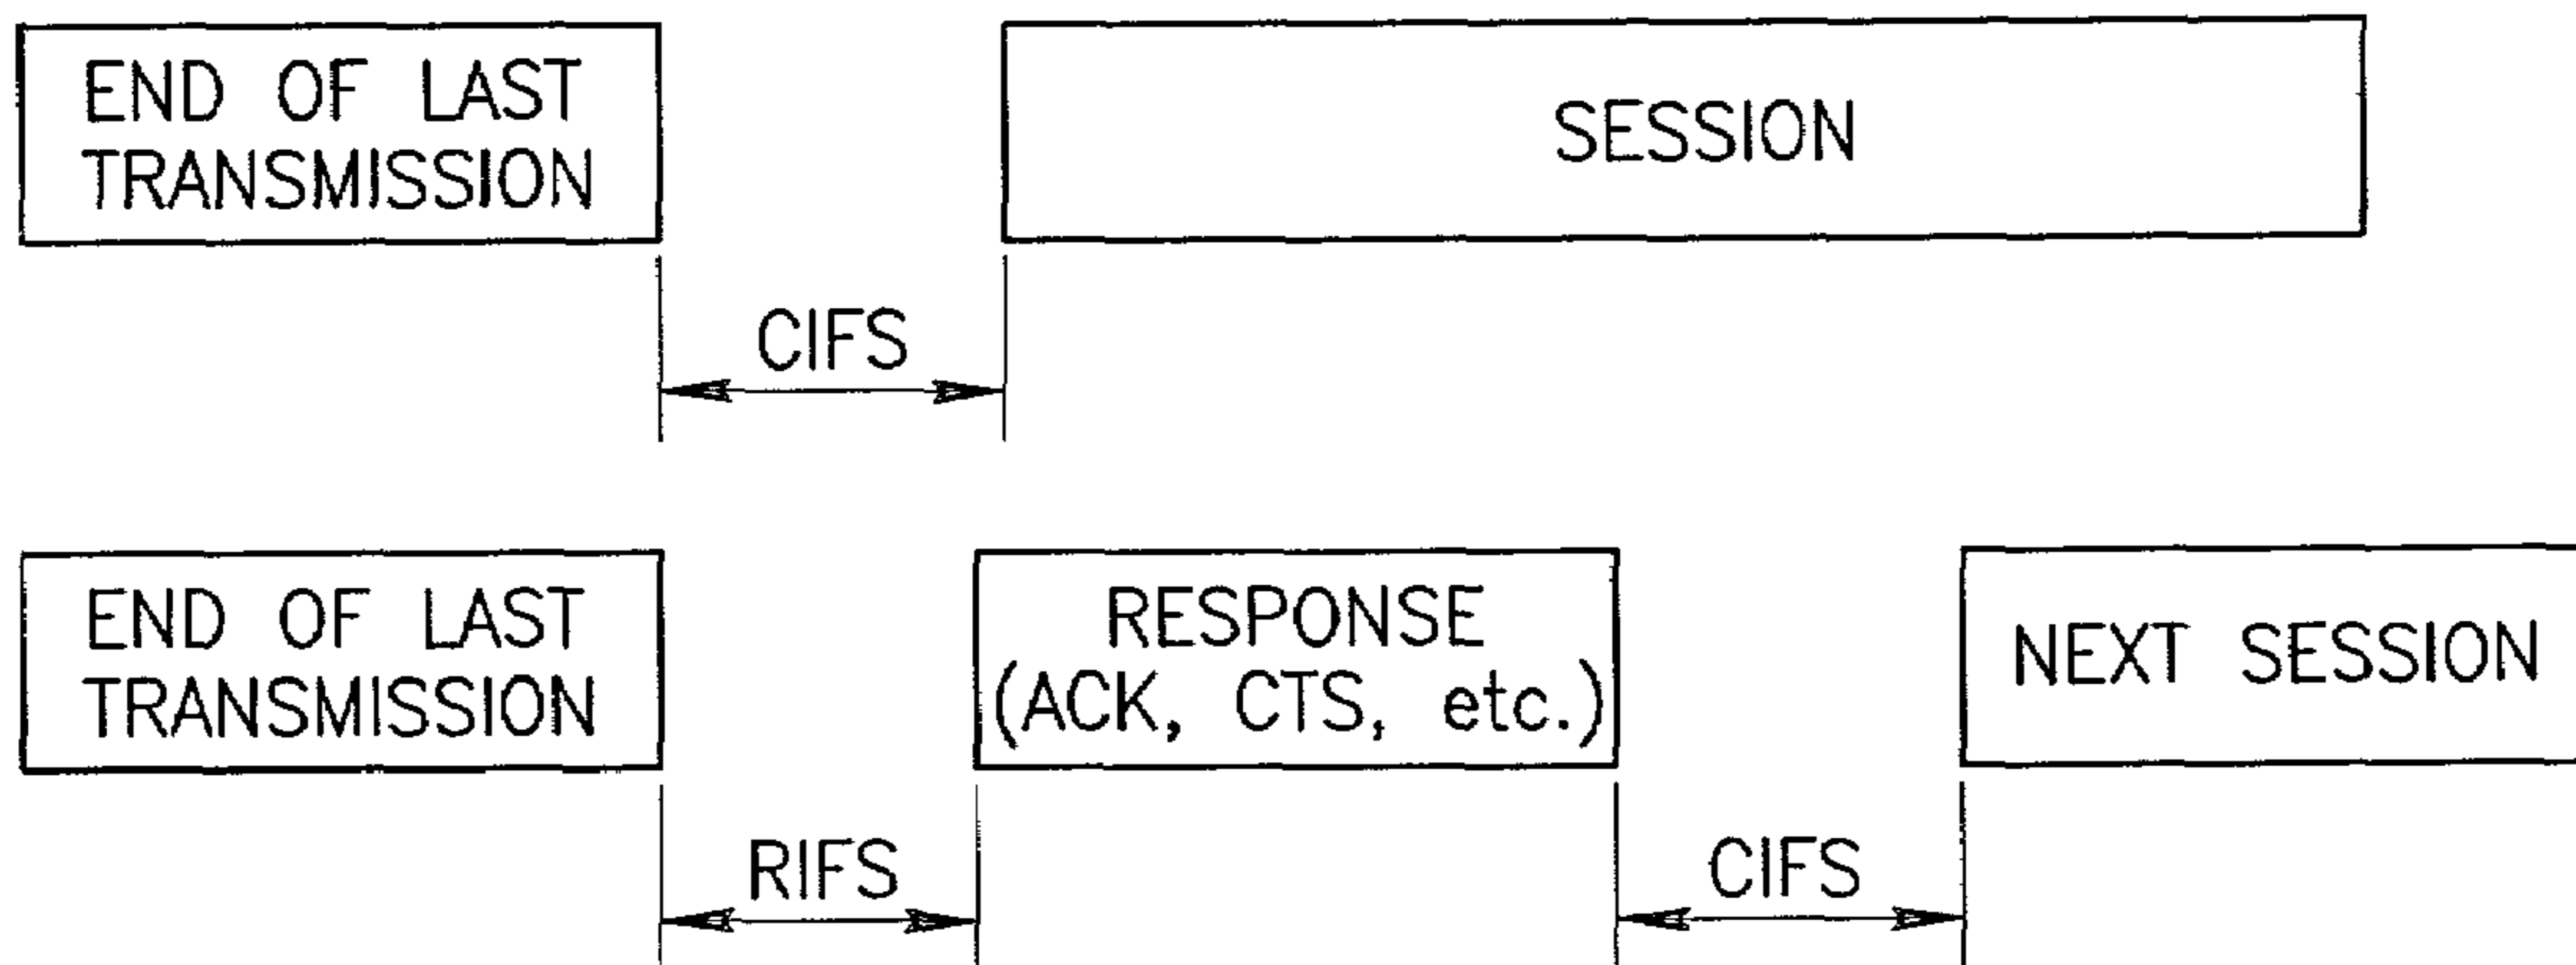 END OF LAST
TRANSMISSION
SESSION
CIFS
END OF LAST
TRANSMISSION
RESPONSE
(ACK, CTS, etc.)
NEXT SESSION
RIFS
CIFS